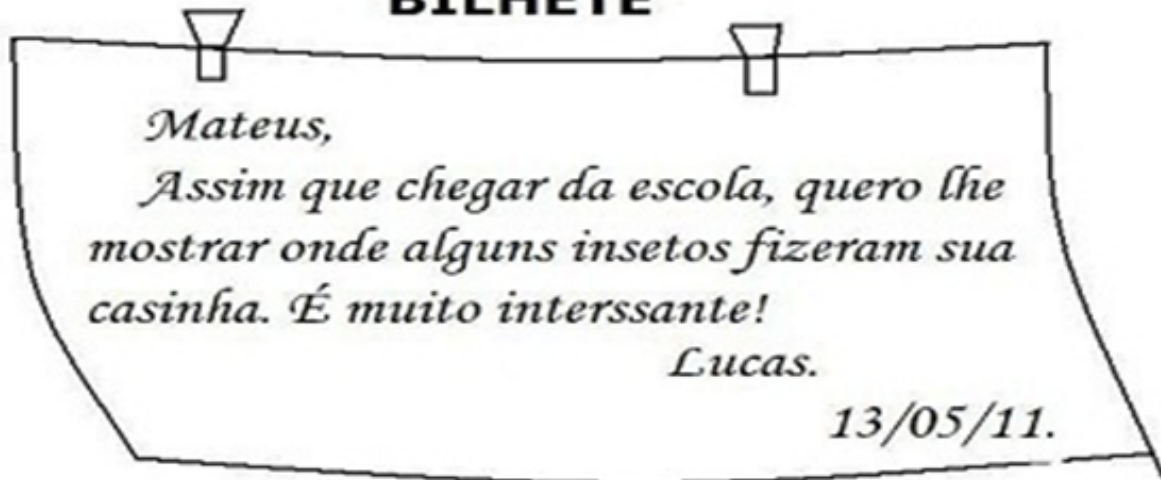 BILHETE
Mateus,
Assim que chegar da escola, quero lhe
mostrar onde alguns insetos fizeram sua
casinha. É muito interssante!
Lucas.
13/05/11.